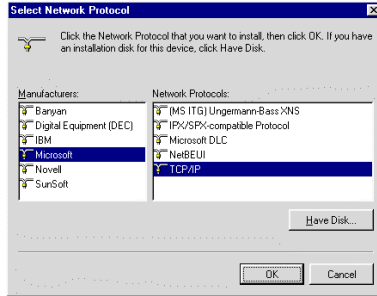 Select Network Protocol
Click the Network Protocol that you want to install, then click OK. If you have
an installation disk for this device, click Have Disk.
Manufacturers:
Banyan
Digital Equipment (DEC)
IBM
Microsoft
Novell
SunSoft
Network Protocols:
(MS ITG) Ungermann-Bass XNS
IPX/SPX-compatible Protocol
Microsoft DLC
NetBEUI
TCP/IP
Have Disk...
OK
Cancel